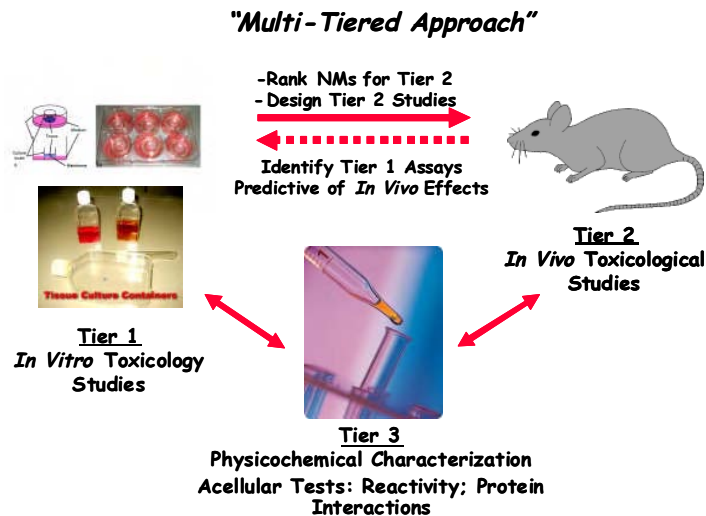 "Multi-Tiered Approach"
-Rank NMs for Tier 2
-Design Tier 2 Studies
Identify Tier 1 Assays
Predictive of In Vivo Effects
Tissue Culture Containers
Tier 1
In Vitro Toxicology
Studies
Tier 2
In Vivo Toxicological
Studies
Tier 3
Physicochemical Characterization
Acellular Tests: Reactivity; Protein
Interactions